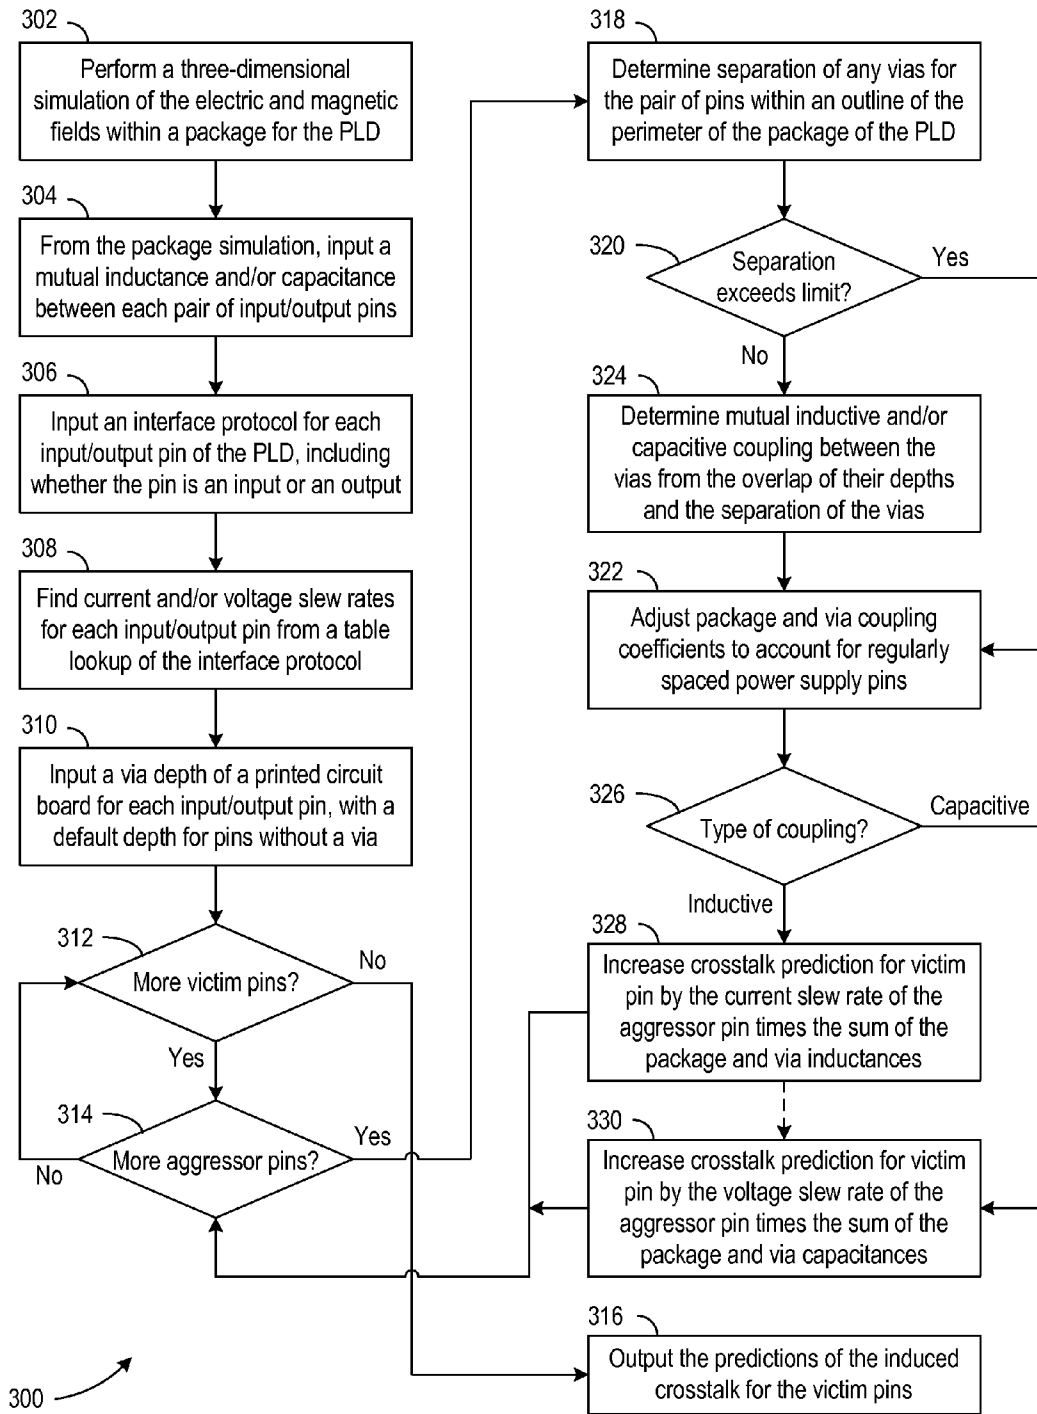 302
Perform a three-dimensional
simulation of the electric and magnetic
fields within a package for the PLD
304
From the package simulation, input a
mutual inductance and/or capacitance
between each pair of input/output pins
306
Input an interface protocol for each
input/output pin of the PLD, including
whether the pin is an input or an output
308
Find current and/or voltage slew rates
for each input/output pin from a table
lookup of the interface protocol
310
Input a via depth of a printed circuit
board for each input/output pin, with a
default depth for pins without a via
312
More victim pins?
No
Yes
314
More aggressor pins?
Yes
No
300
318
Determine separation of any vias for
the pair of pins within an outline of the
perimeter of the package of the PLD
320
Separation
exceeds limit?
Yes
No
324
Determine mutual inductive and/or
capacitive coupling between the
vias from the overlap of their depths
and the separation of the vias
322
Adjust package and via coupling
coefficients to account for regularly
spaced power supply pins
326
Type of coupling?
Capacitive
Inductive
328
Increase crosstalk prediction for victim
pin by the current slew rate of the
aggressor pin times the sum of the
package and via inductances
330
Increase crosstalk prediction for victim
pin by the voltage slew rate of the
aggressor pin times the sum of the
package and via capacitances
316
Output the predictions of the induced
crosstalk for the victim pins